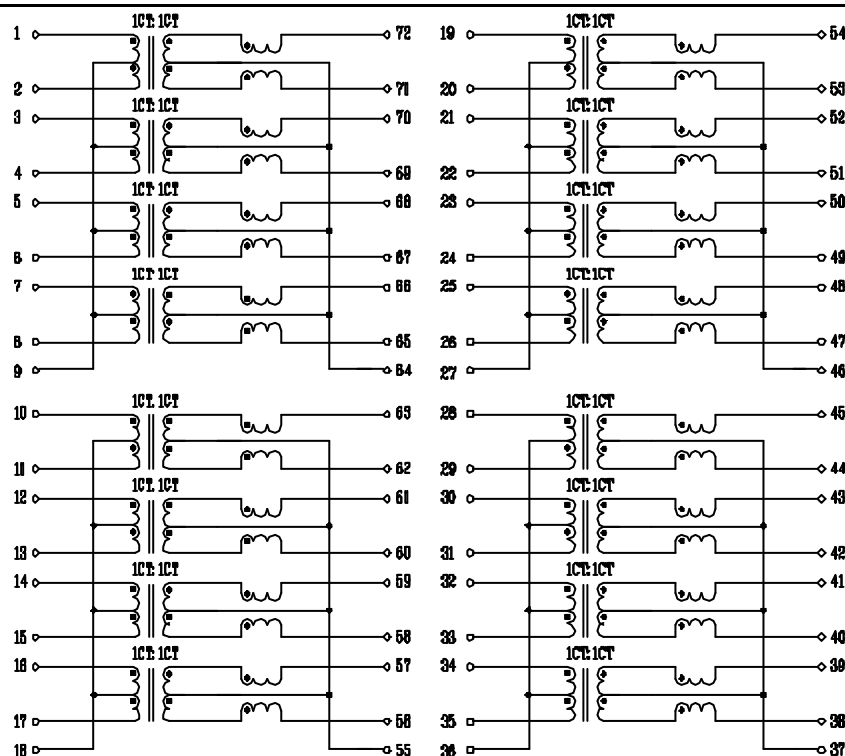 1CT:1CT 1CT:1CT
1 72 19 54
2 71 20 53
1CT:1CT 1CT:1CT
3 70 21 52
4 69 22 51
1CT:1CT 1CT:1CT
5 68 23 50
6 67 24 49
1CT:1CT 1CT:1CT
7 66 25 48
8 65 26 47
9 64 27 46
1CT:1CT 1CT:1CT
10 63 28 45
11 62 29 44
1CT:1CT 1CT:1CT
12 61 30 43
13 60 31 42
1CT:1CT 1CT:1CT
14 59 32 41
15 58 33 40
1CT:1CT 1CT:1CT
16 57 34 39
17 56 35 38
18 55 36 37